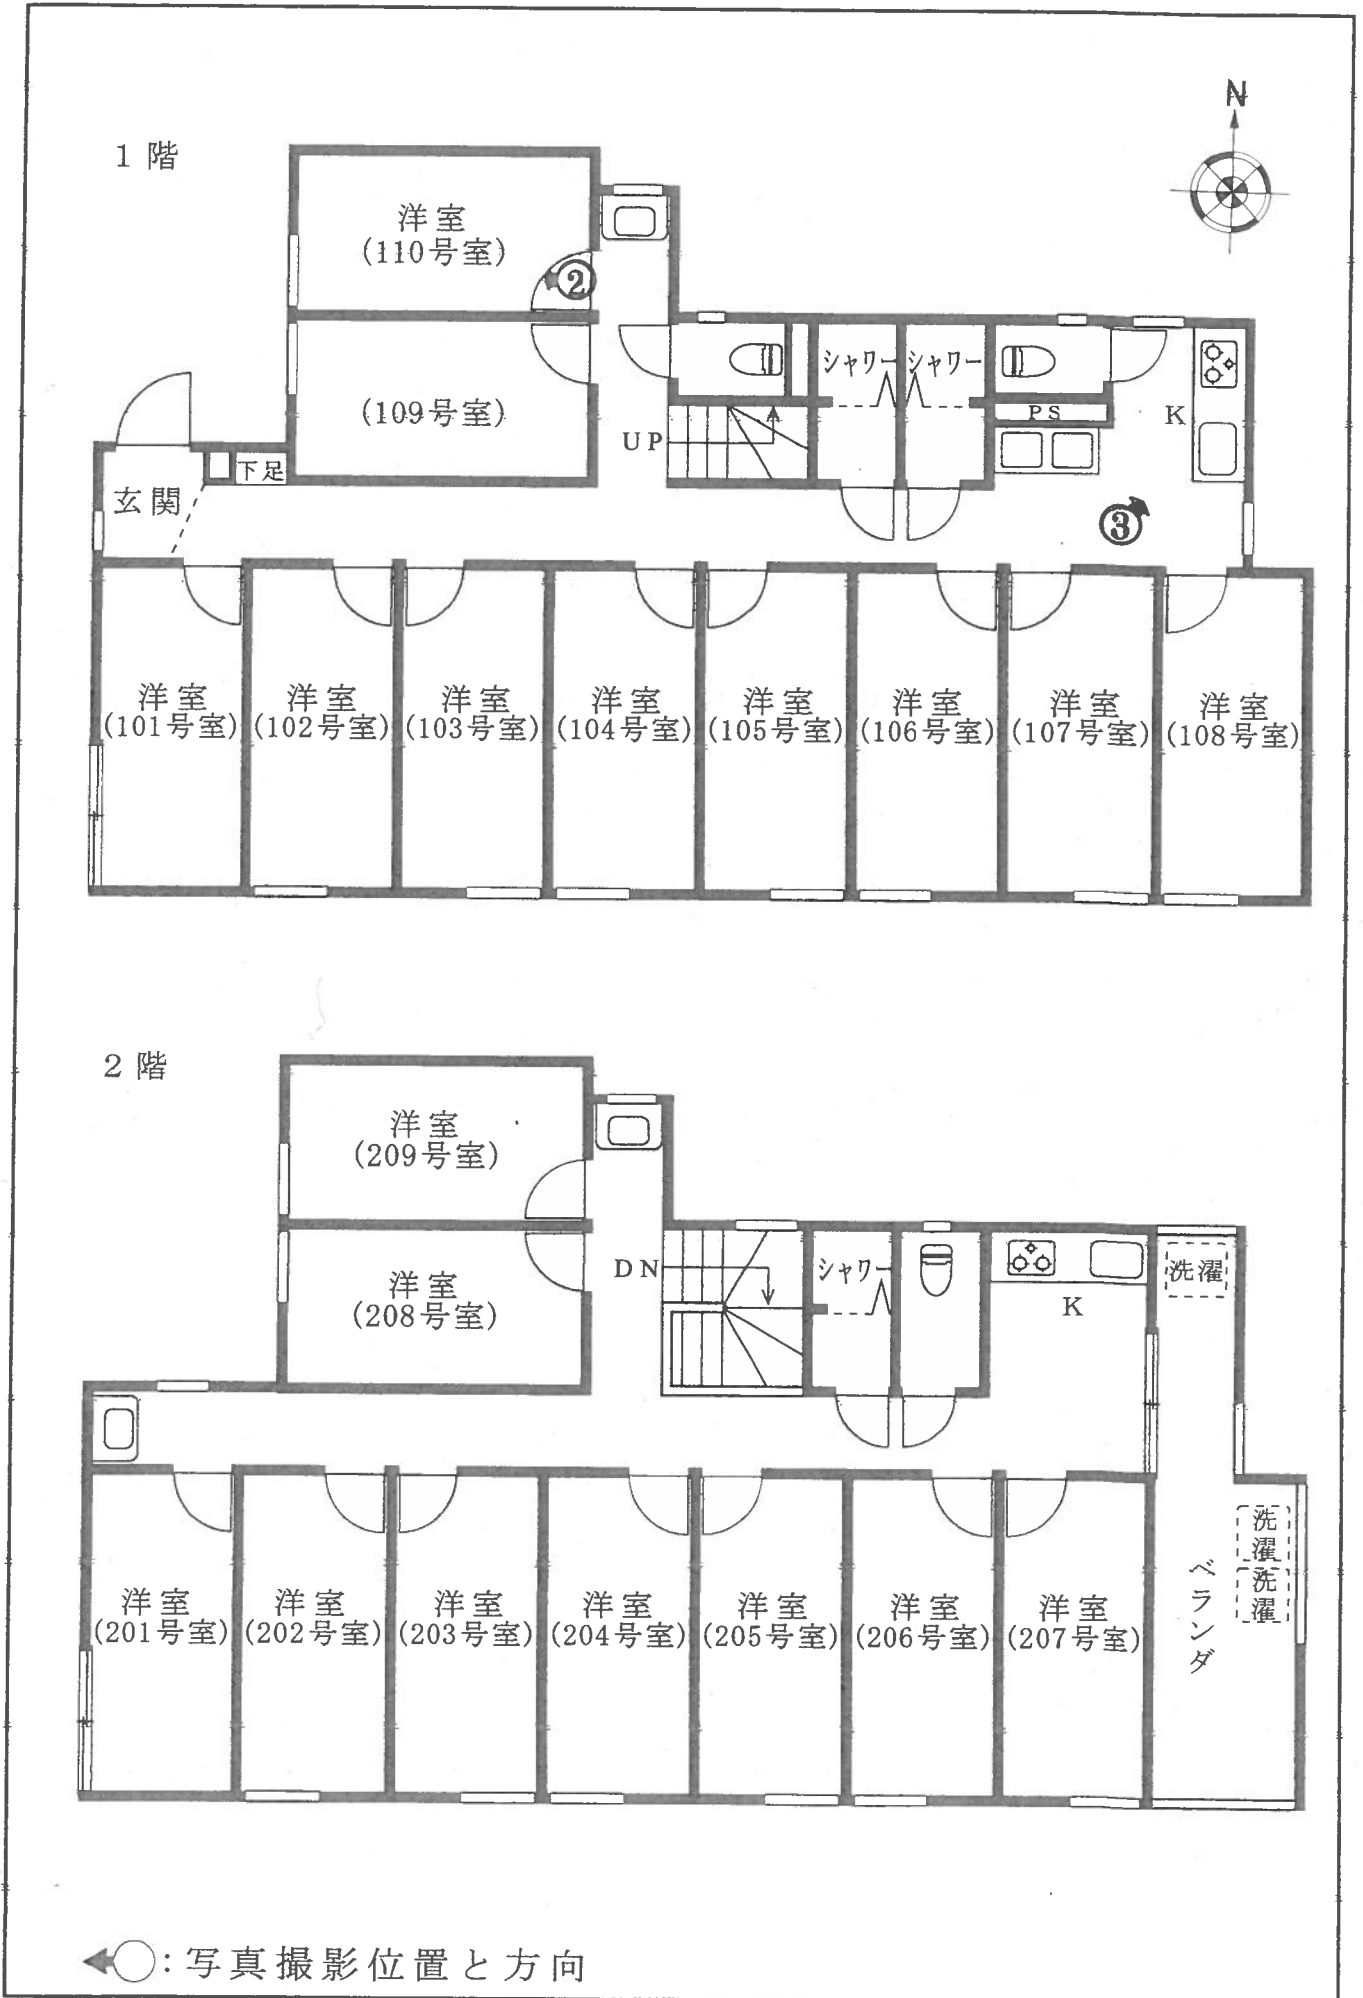 N
1階
洋室
(110号室)
②
(109号室)
シャワー
シャワー
PS
K
UP
下足
玄関
③
洋室
(101号室)
洋室
(102号室)
洋室
(103号室)
洋室
(104号室)
洋室
(105号室)
洋室
(106号室)
洋室
(107号室)
洋室
(108号室)
2階
洋室
(209号室)
洋室
(208号室)
DN
シャワー
K
洗濯
洗濯
洗濯
ベランダ
洋室
(201号室)
洋室
(202号室)
洋室
(203号室)
洋室
(204号室)
洋室
(205号室)
洋室
(206号室)
洋室
(207号室)
:写真撮影位置と方向